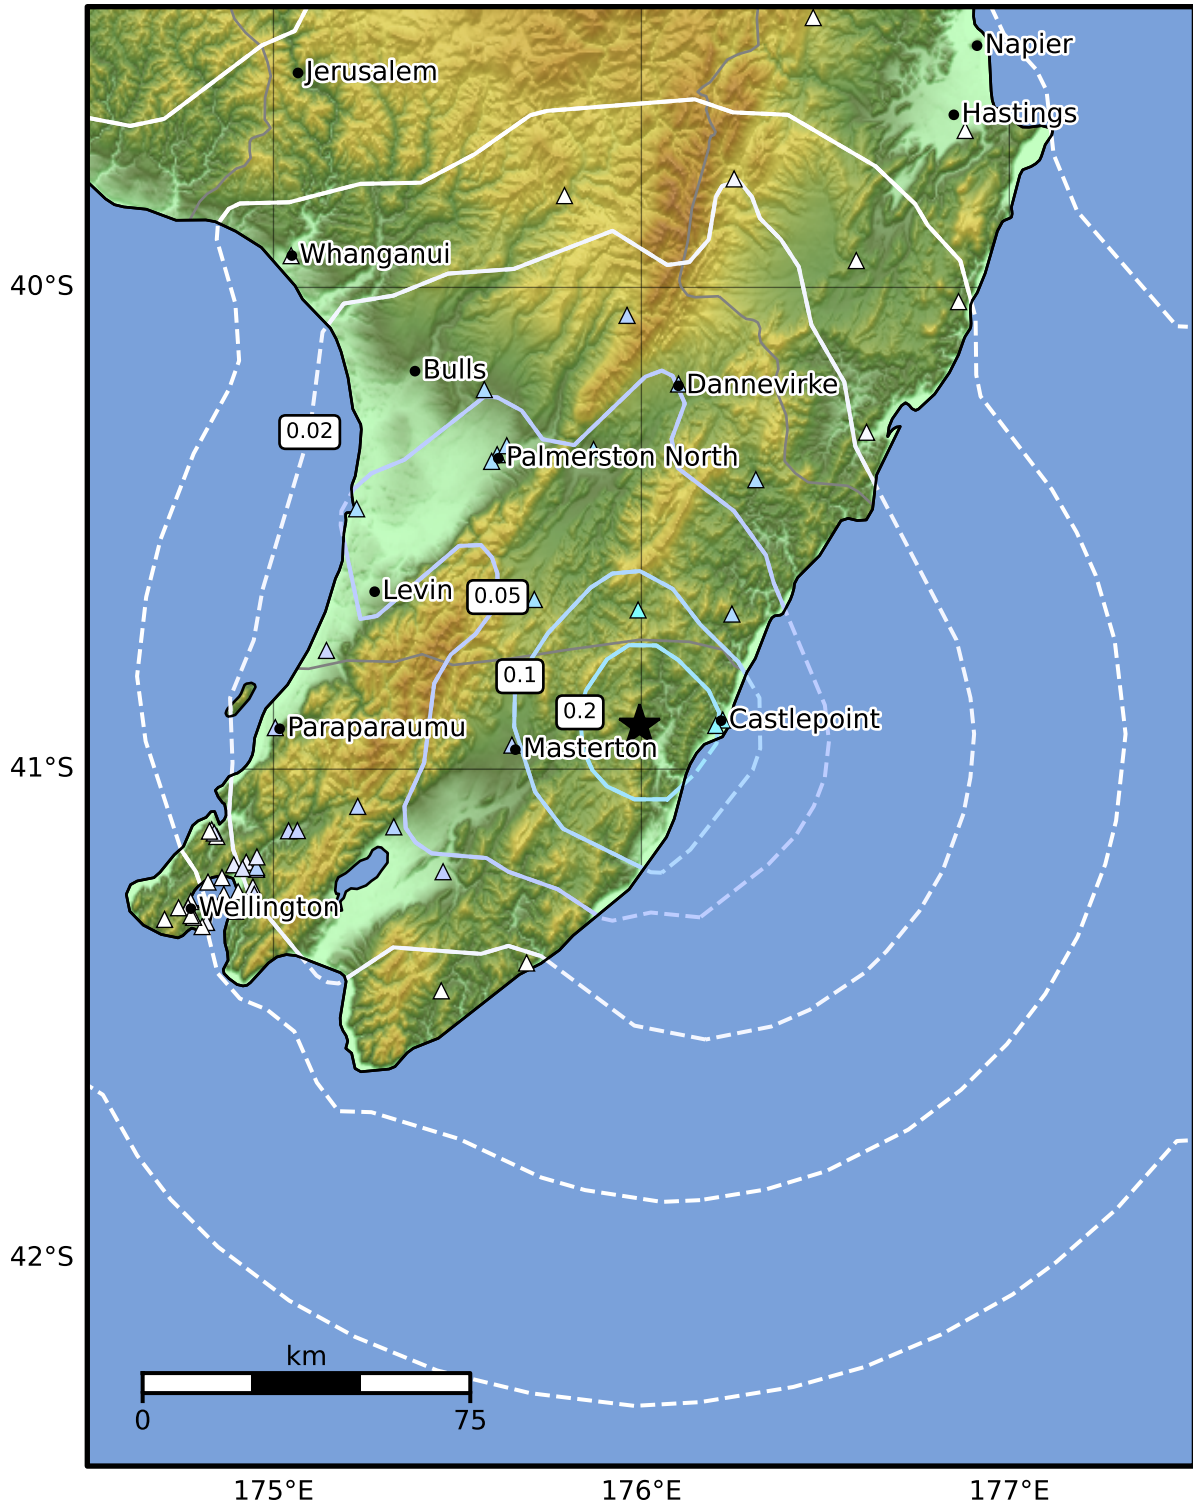 Napier
Jerusalem
Hastings
Whanganui
40°S
Bulls
Dannevirke
0.02
Palmerston North
Levin
0.05
0.1
0.2
Castlepoint
Paraparaumu
Masterton
41°S
Wellington
42°S
km
0
75
175°E
176°E
177°E